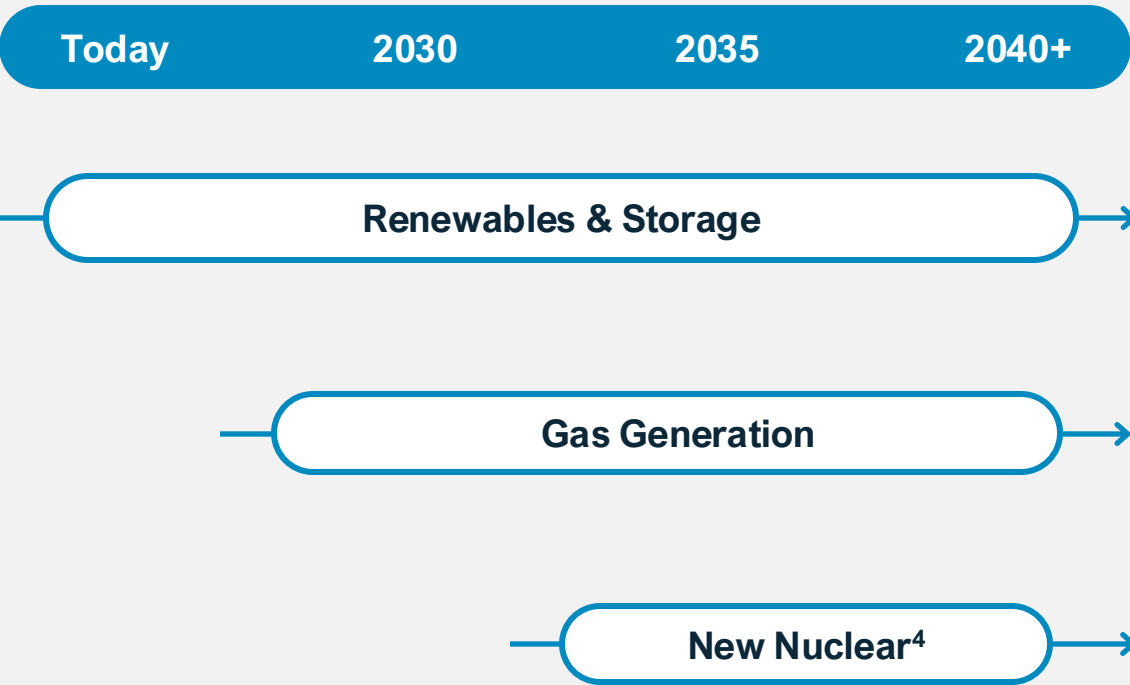 Today 2030 2035 2040+
Renewables & Storage
Gas Generation
New Nuclear⁴